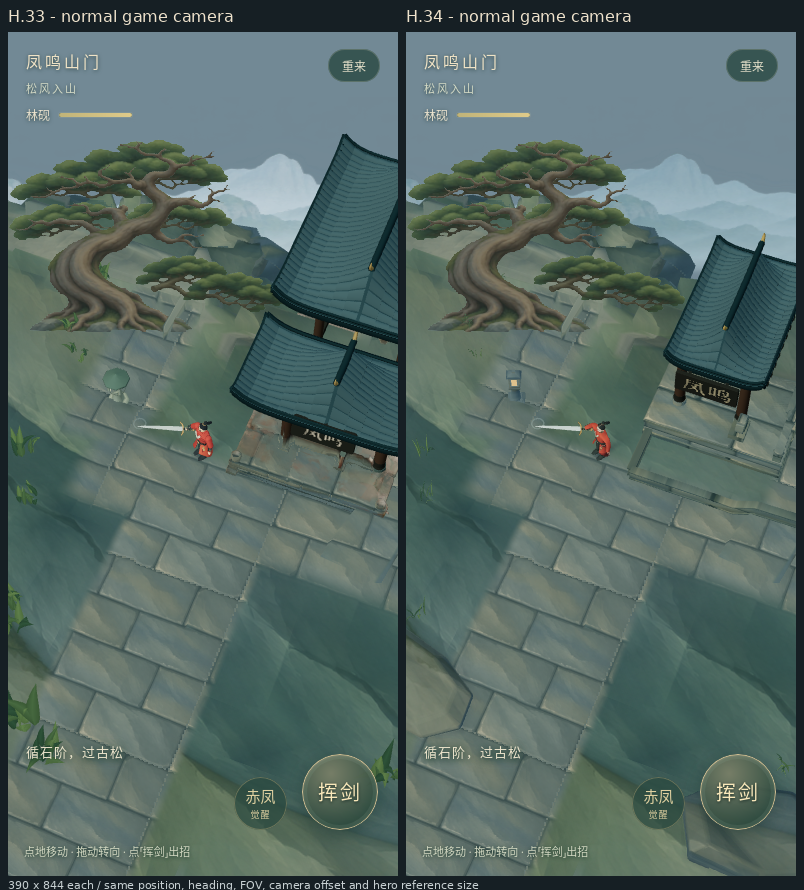 H.33 - normal game camera
凤鸣山门
重来
松风入山
林砚
凤鸣
循石阶，过古松
赤凤
觉醒
挥剑
点地移动·拖动转向·点「挥剑」出招
H.34 - normal game camera
凤鸣山门
重来
松风入山
林砚
凤鸣
循石阶，过古松
赤凤
觉醒
挥剑
点地移动·拖动转向·点「挥剑」出招
390 x 844 each / same position, heading, FOV, camera offset and hero reference size